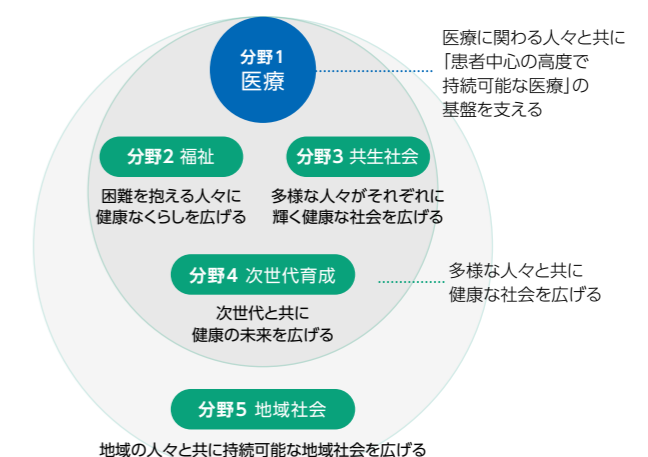 分野1
医療
医療に関わる人々と共に
「患者中心の高度で
持続可能な医療」の
基盤を支える
分野2 福祉
困難を抱える人々に
健康なくらしを広げる
分野3 共生社会
多様な人々がそれぞれに
輝く健康な社会を広げる
分野4 次世代育成
次世代と共に
健康の未来を広げる
多様な人々と共に
健康な社会を広げる
分野5 地域社会
地域の人々と共に持続可能な地域社会を広げる